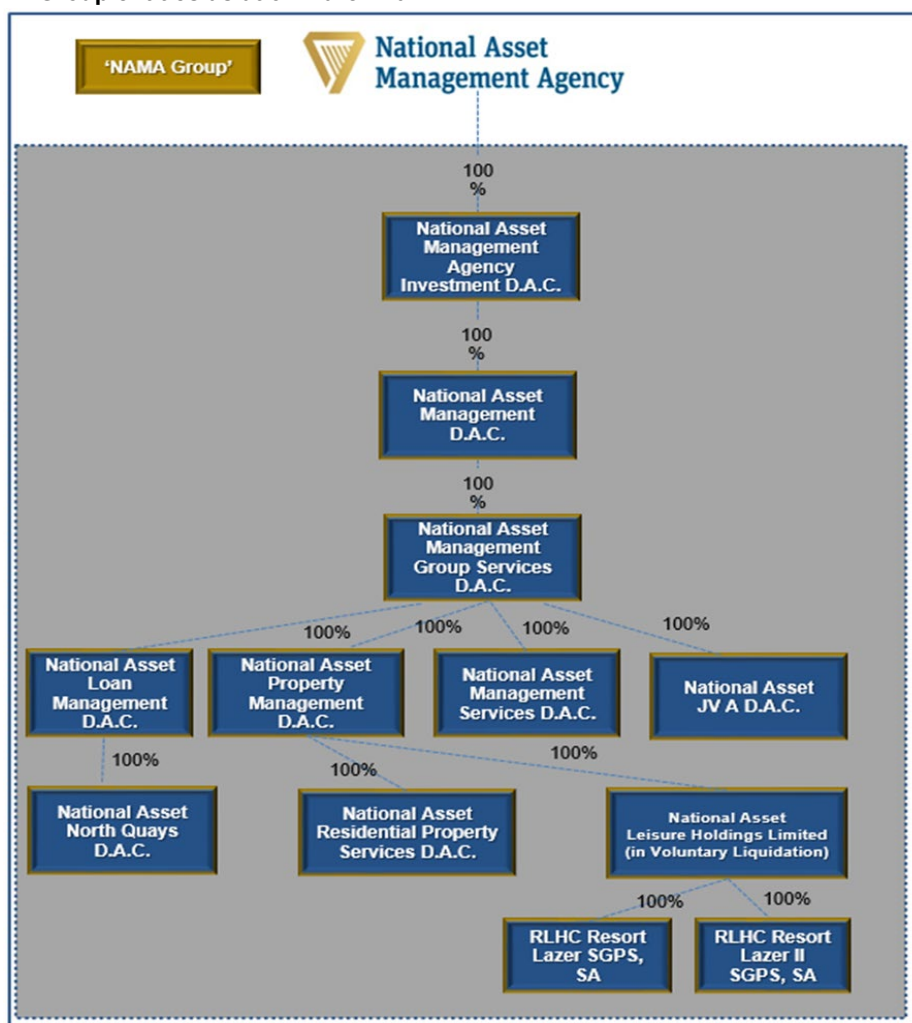 'NAMA Group'
National Asset
Management Agency
100
%
National Asset
Management
Agency
Investment D.A.C.
100
%
National Asset
Management
D.A.C.
100
%
National Asset
Management
Group Services
D.A.C.
100%
100%
100%
100%
National Asset
Loan
Management
D.A.C.
National Asset
Property
Management
D.A.C.
National Asset
Management
Services D.A.C.
National Asset
JV A D.A.C.
100%
100%
100%
National Asset
North Quays
D.A.C.
National Asset
Residential Property
Services D.A.C.
National Asset
Leisure Holdings Limited
(in Voluntary Liquidation)
100%
100%
RLHC Resort
Lazer SGPS,
SA
RLHC Resort
Lazer II
SGPS, SA